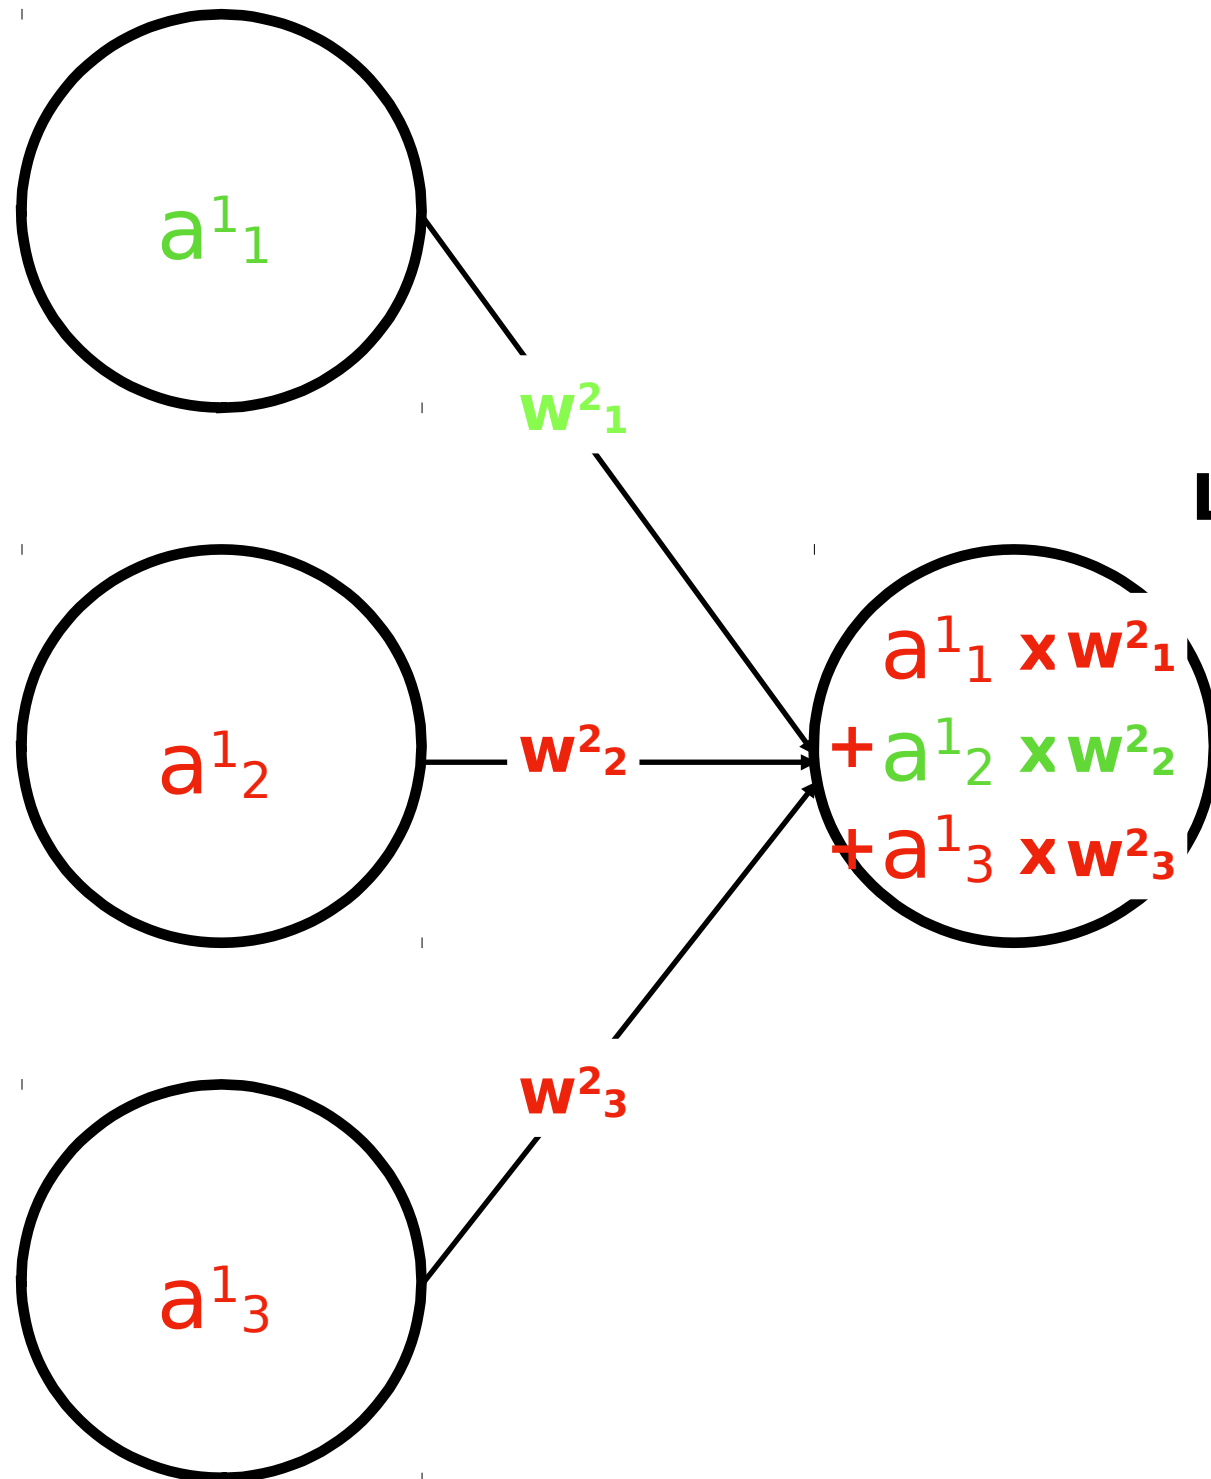 a¹₁
w²₁
a¹₁ x w²₁
a¹₂
w²₂
+a¹₂ x w²₂
+a¹₃ x w²₃
w²₃
a¹₃